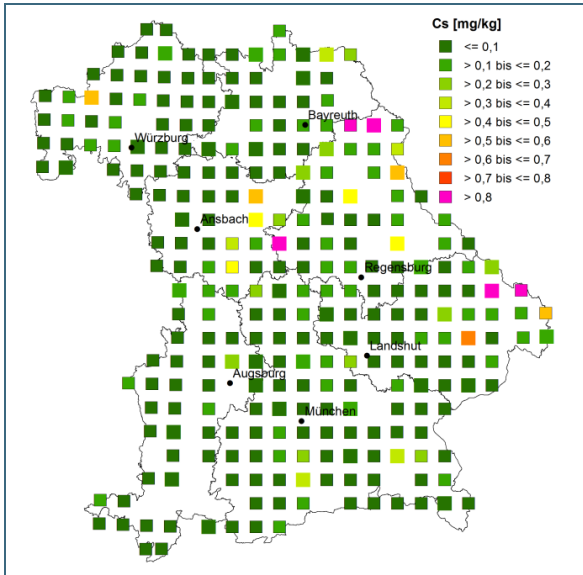 Cs [mg/kg]
<= 0,1
> 0,1 bis <= 0,2
> 0,2 bis <= 0,3
> 0,3 bis <= 0,4
> 0,4 bis <= 0,5
> 0,5 bis <= 0,6
> 0,6 bis <= 0,7
> 0,7 bis <= 0,8
> 0,8
Bayreuth
Würzburg
Ansbach
Regensburg
Landshut
Augsburg
München